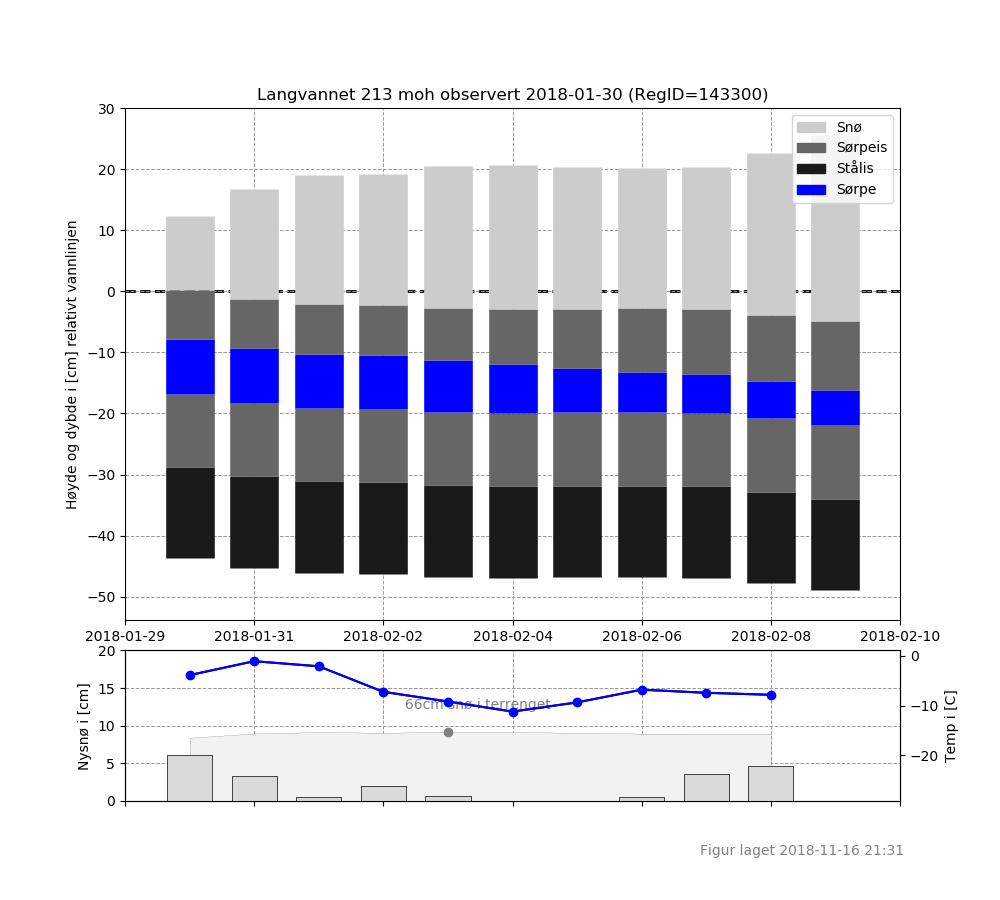 Langvannet 213 moh observert 2018-01-30 (RegID=143300)
Høyde og dybde i [cm] relativt vannlinjen
30
20
10
0
−10
−20
−30
−40
−50
Snø
Sørpeis
Stålis
Sørpe
2018-01-29 2018-01-31 2018-02-02 2018-02-04 2018-02-06 2018-02-08 2018-02-10
Nysnø i [cm]
20
15
10
5
0
66cm snø i terrenget
0
−10
−20
Temp i [C]
Figur laget 2018-11-16 21:31